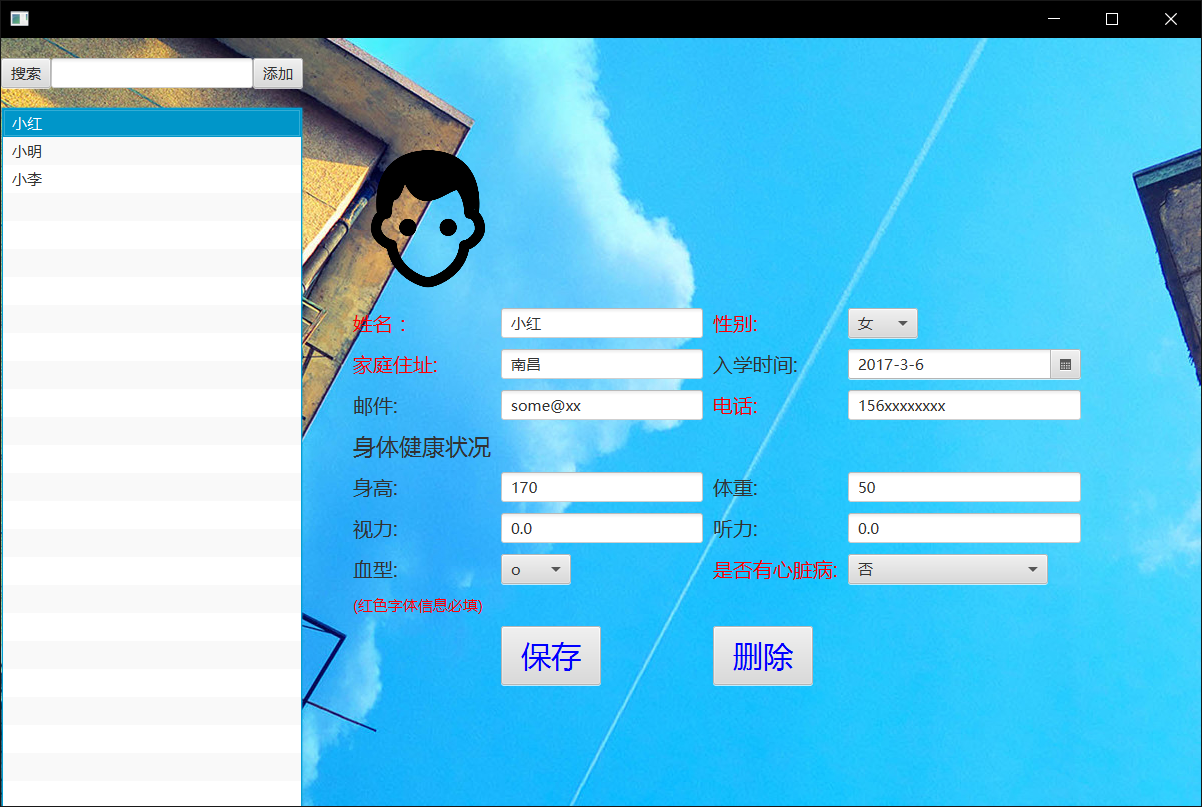 搜索 添加
小红
小明
小李
姓名： 小红 性别: 女
家庭住址: 南昌 入学时间: 2017-3-6
邮件: some@xx 电话: 156xxxxxxxx
身体健康状况
身高: 170 体重: 50
视力: 0.0 听力: 0.0
血型: o 是否有心脏病: 否
(红色字体信息必填)
保存 删除